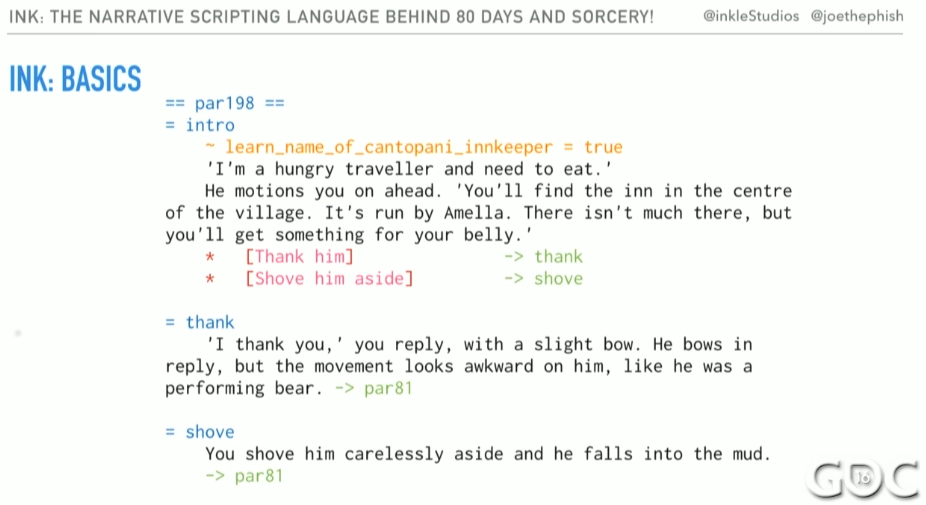 INK: THE NARRATIVE SCRIPTING LANGUAGE BEHIND 80 DAYS AND SORCERY! @inkleStudios @joethephish
INK: BASICS
== par198 ==
= intro
~ learn_name_of_cantopani_innkeeper = true
'I'm a hungry traveller and need to eat.'
He motions you on ahead. 'You'll find the inn in the centre
of the village. It's run by Amella. There isn't much there, but
you'll get something for your belly.'
* [Thank him] -> thank
* [Shove him aside] -> shove
= thank
'I thank you,' you reply, with a slight bow. He bows in
reply, but the movement looks awkward on him, like he was a
performing bear. -> par81
= shove
You shove him carelessly aside and he falls into the mud.
-> par81
GDC 16